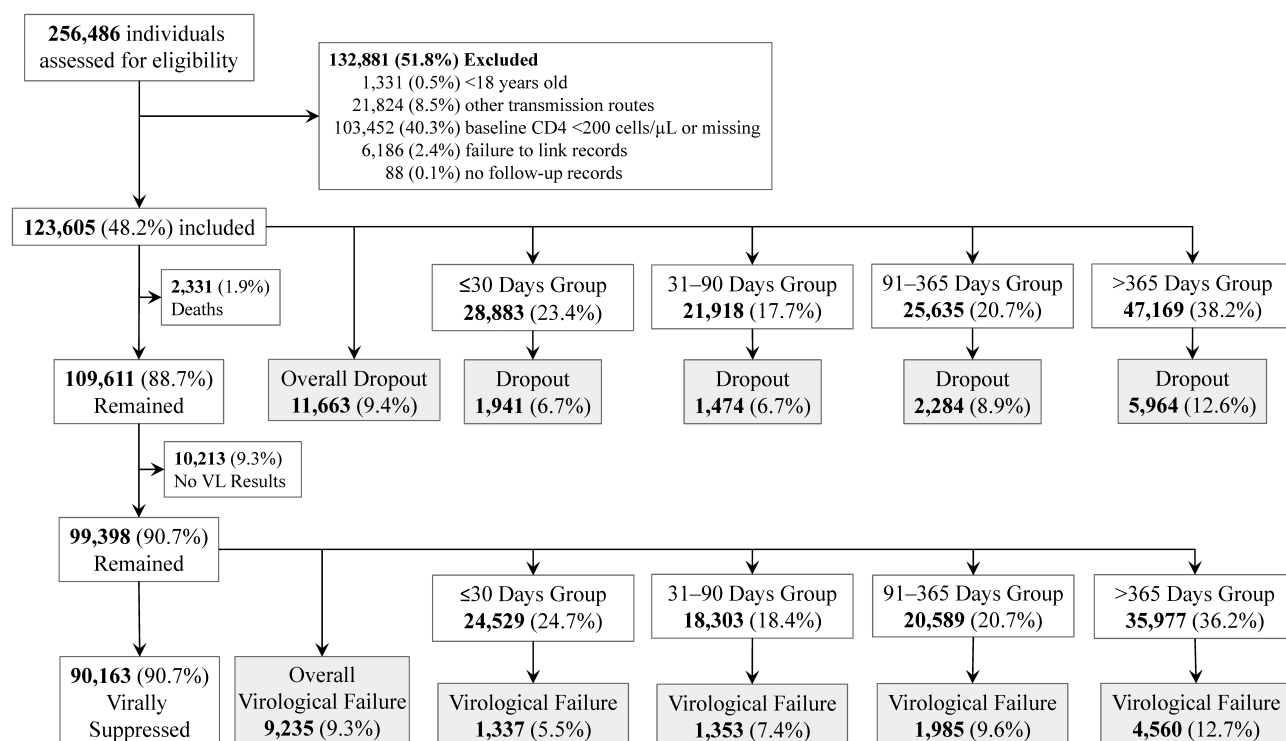 256,486 individuals
assessed for eligibility
132,881 (51.8%) Excluded
1,331 (0.5%) <18 years old
21,824 (8.5%) other transmission routes
103,452 (40.3%) baseline CD4 <200 cells/μL or missing
6,186 (2.4%) failure to link records
88 (0.1%) no follow-up records
123,605 (48.2%) included
2,331 (1.9%)
Deaths
≤30 Days Group
28,883 (23.4%)
31–90 Days Group
21,918 (17.7%)
91–365 Days Group
25,635 (20.7%)
>365 Days Group
47,169 (38.2%)
109,611 (88.7%)
Remained
Overall Dropout
11,663 (9.4%)
Dropout
1,941 (6.7%)
Dropout
1,474 (6.7%)
Dropout
2,284 (8.9%)
Dropout
5,964 (12.6%)
10,213 (9.3%)
No VL Results
99,398 (90.7%)
Remained
≤30 Days Group
24,529 (24.7%)
31–90 Days Group
18,303 (18.4%)
91–365 Days Group
20,589 (20.7%)
>365 Days Group
35,977 (36.2%)
90,163 (90.7%)
Virally
Suppressed
Overall
Virological Failure
9,235 (9.3%)
Virological Failure
1,337 (5.5%)
Virological Failure
1,353 (7.4%)
Virological Failure
1,985 (9.6%)
Virological Failure
4,560 (12.7%)